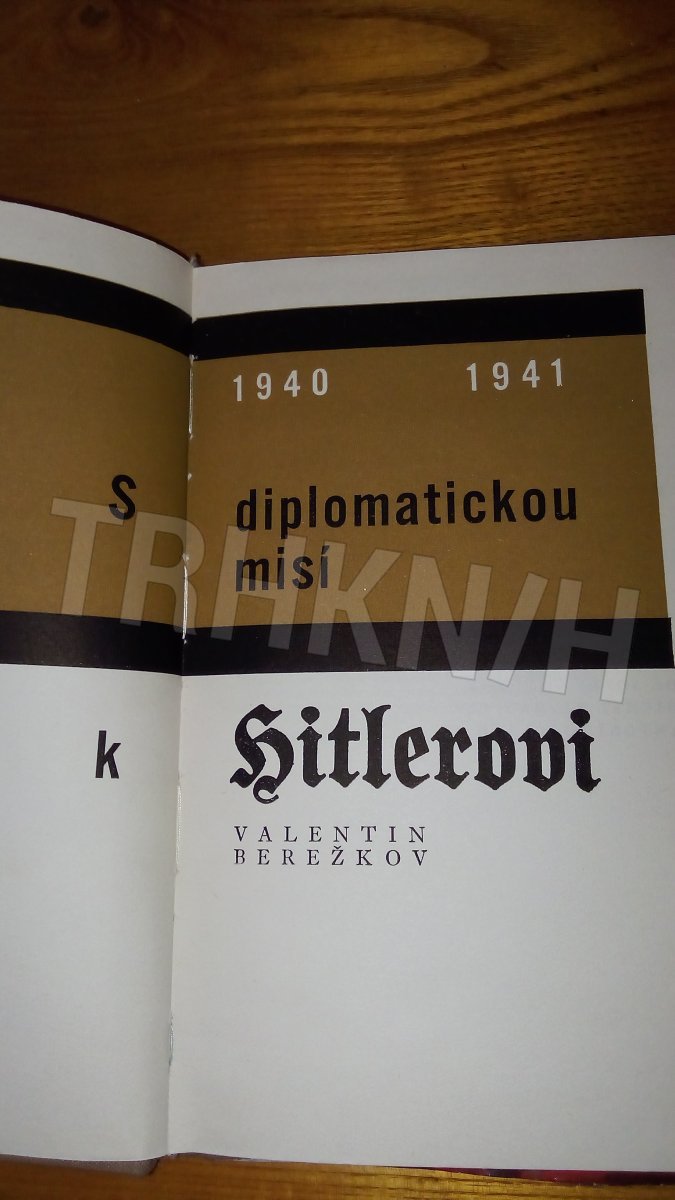 1940 1941
S diplomatickou
misí
k Hitlerovi
VALENTIN
BEREŽKOV
TRHKNIH